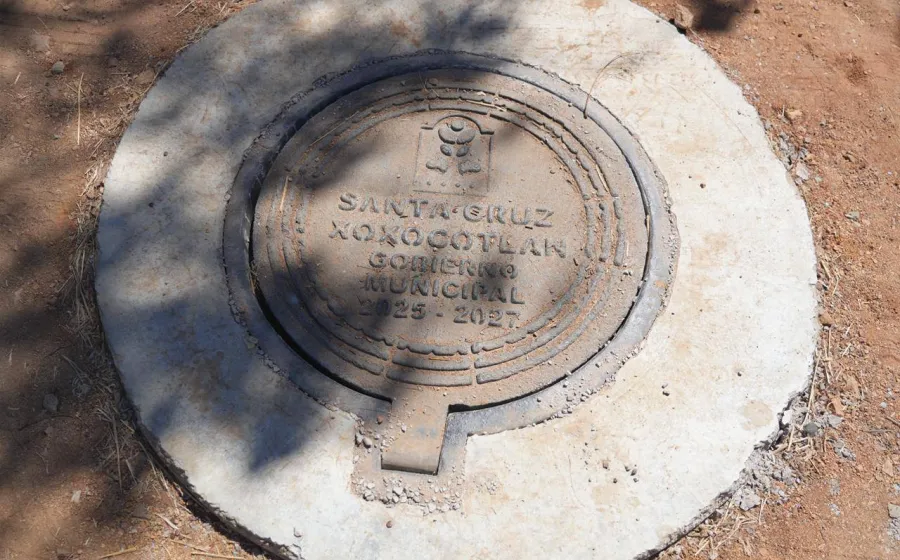 SANTA CRUZ
XOXOCOTLAN
GOBIERNO
MUNICIPAL
2025 - 2027